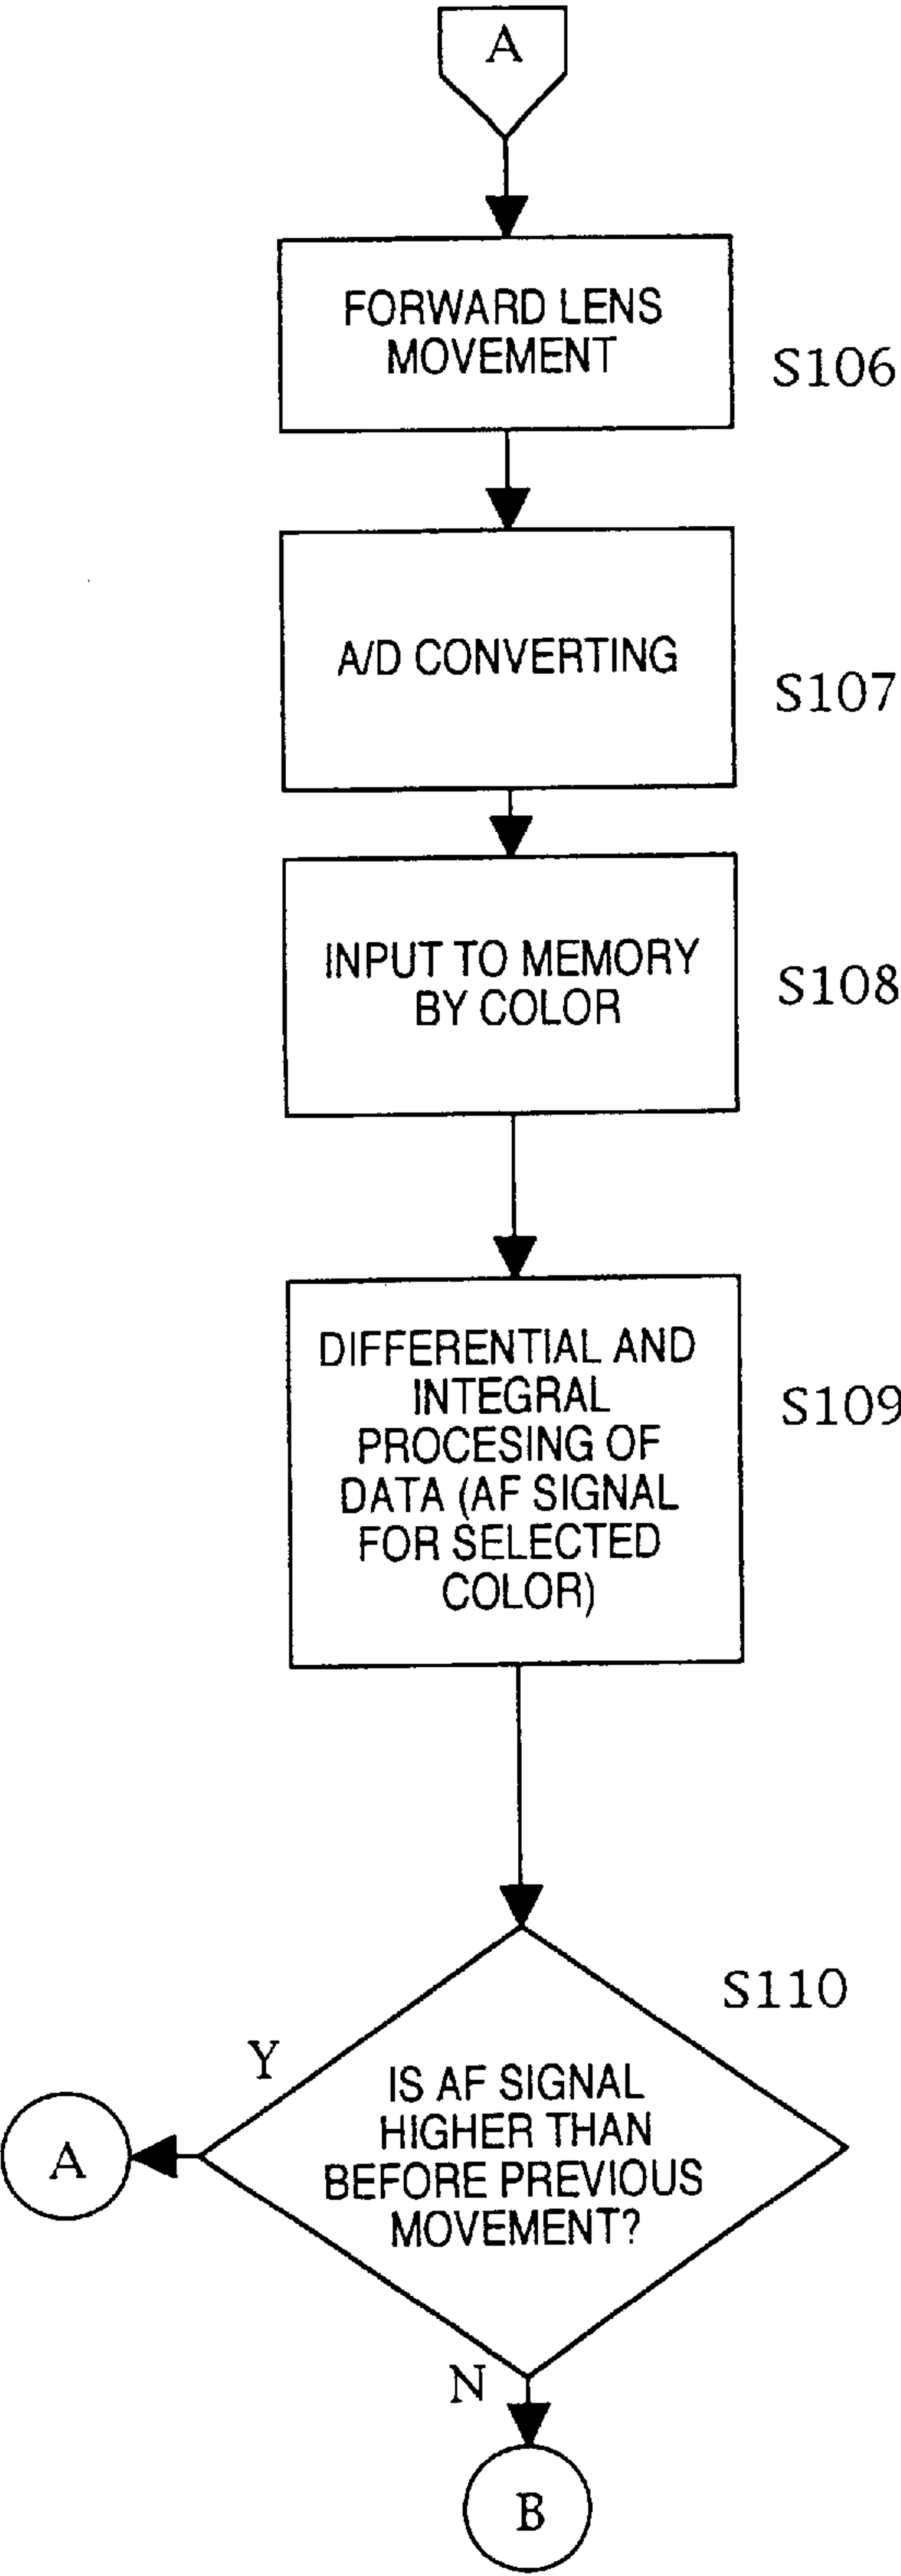 A
FORWARD LENS
MOVEMENT
S106
A/D CONVERTING
S107
INPUT TO MEMORY
BY COLOR
S108
DIFFERENTIAL AND
INTEGRAL
PROCESING OF
DATA (AF SIGNAL
FOR SELECTED
COLOR)
S109
S110
Y
IS AF SIGNAL
HIGHER THAN
BEFORE PREVIOUS
MOVEMENT?
A
N
B